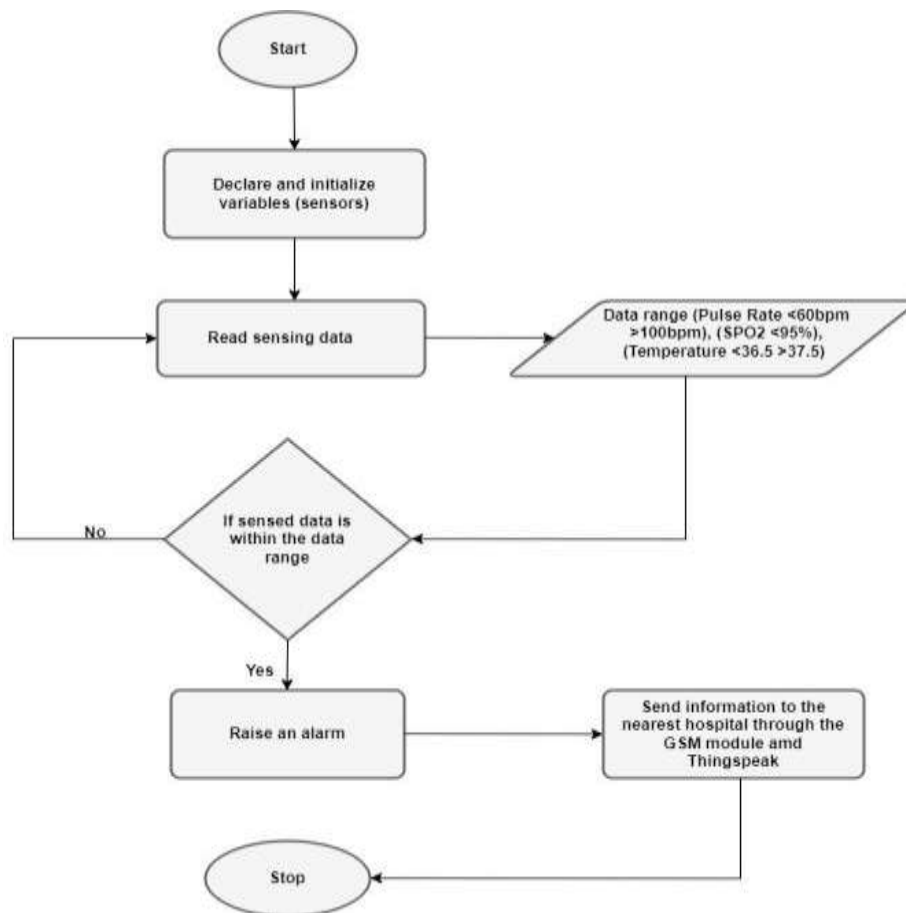 Start
Declare and initialize
variables (sensors)
Read sensing data
Data range (Pulse Rate <60bpm
>100bpm), (SPO2 <95%),
(Temperature <36.5 >37.5)
If sensed data is
within the data
range
No
Yes
Raise an alarm
Send information to the
nearest hospital through the
GSM module amd
Thingspeak
Stop